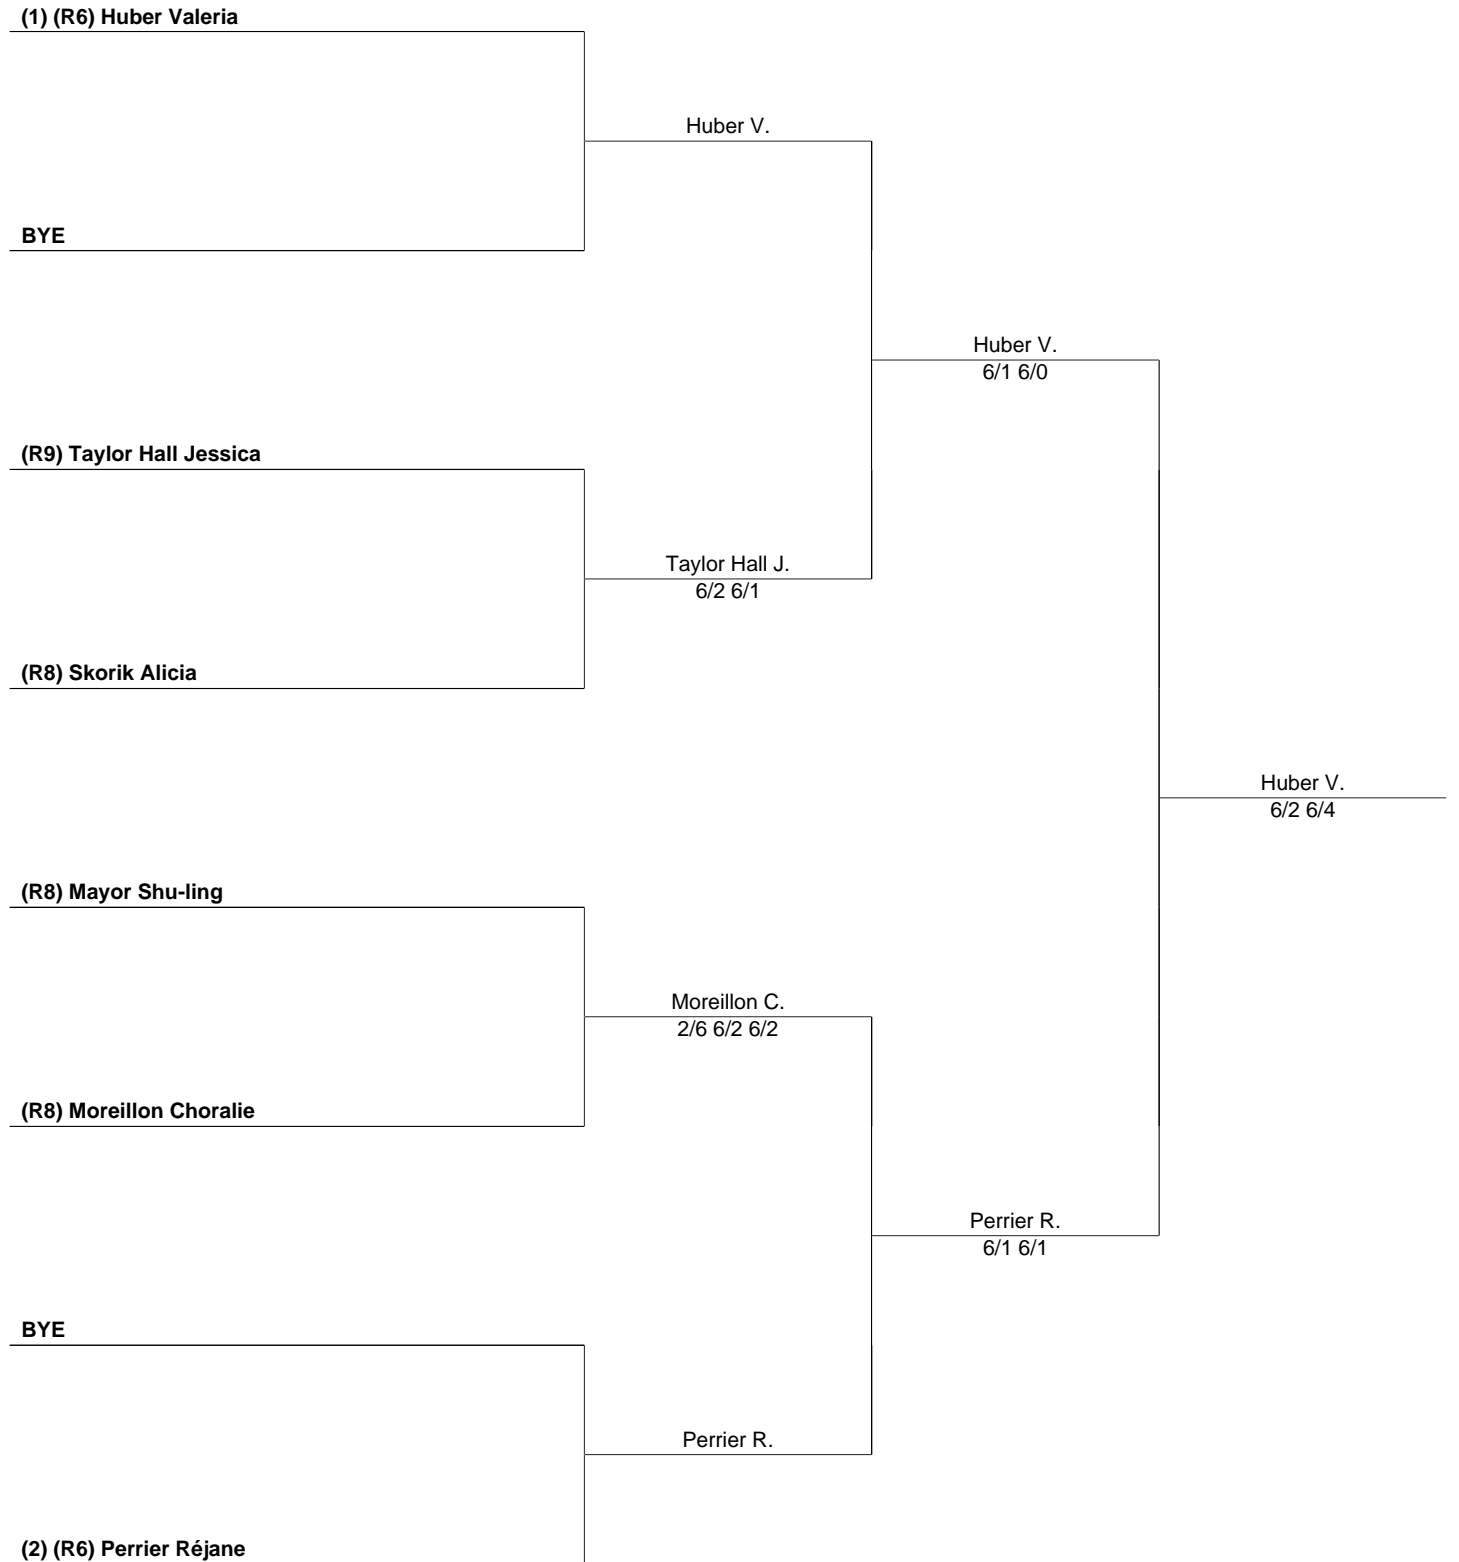 (1) (R6) Huber Valeria
Huber V.
BYE
Huber V.
6/1 6/0
(R9) Taylor Hall Jessica
Taylor Hall J.
6/2 6/1
(R8) Skorik Alicia
Huber V.
6/2 6/4
(R8) Mayor Shu-ling
Moreillon C.
2/6 6/2 6/2
(R8) Moreillon Choralie
Perrier R.
6/1 6/1
BYE
Perrier R.
(2) (R6) Perrier Réjane